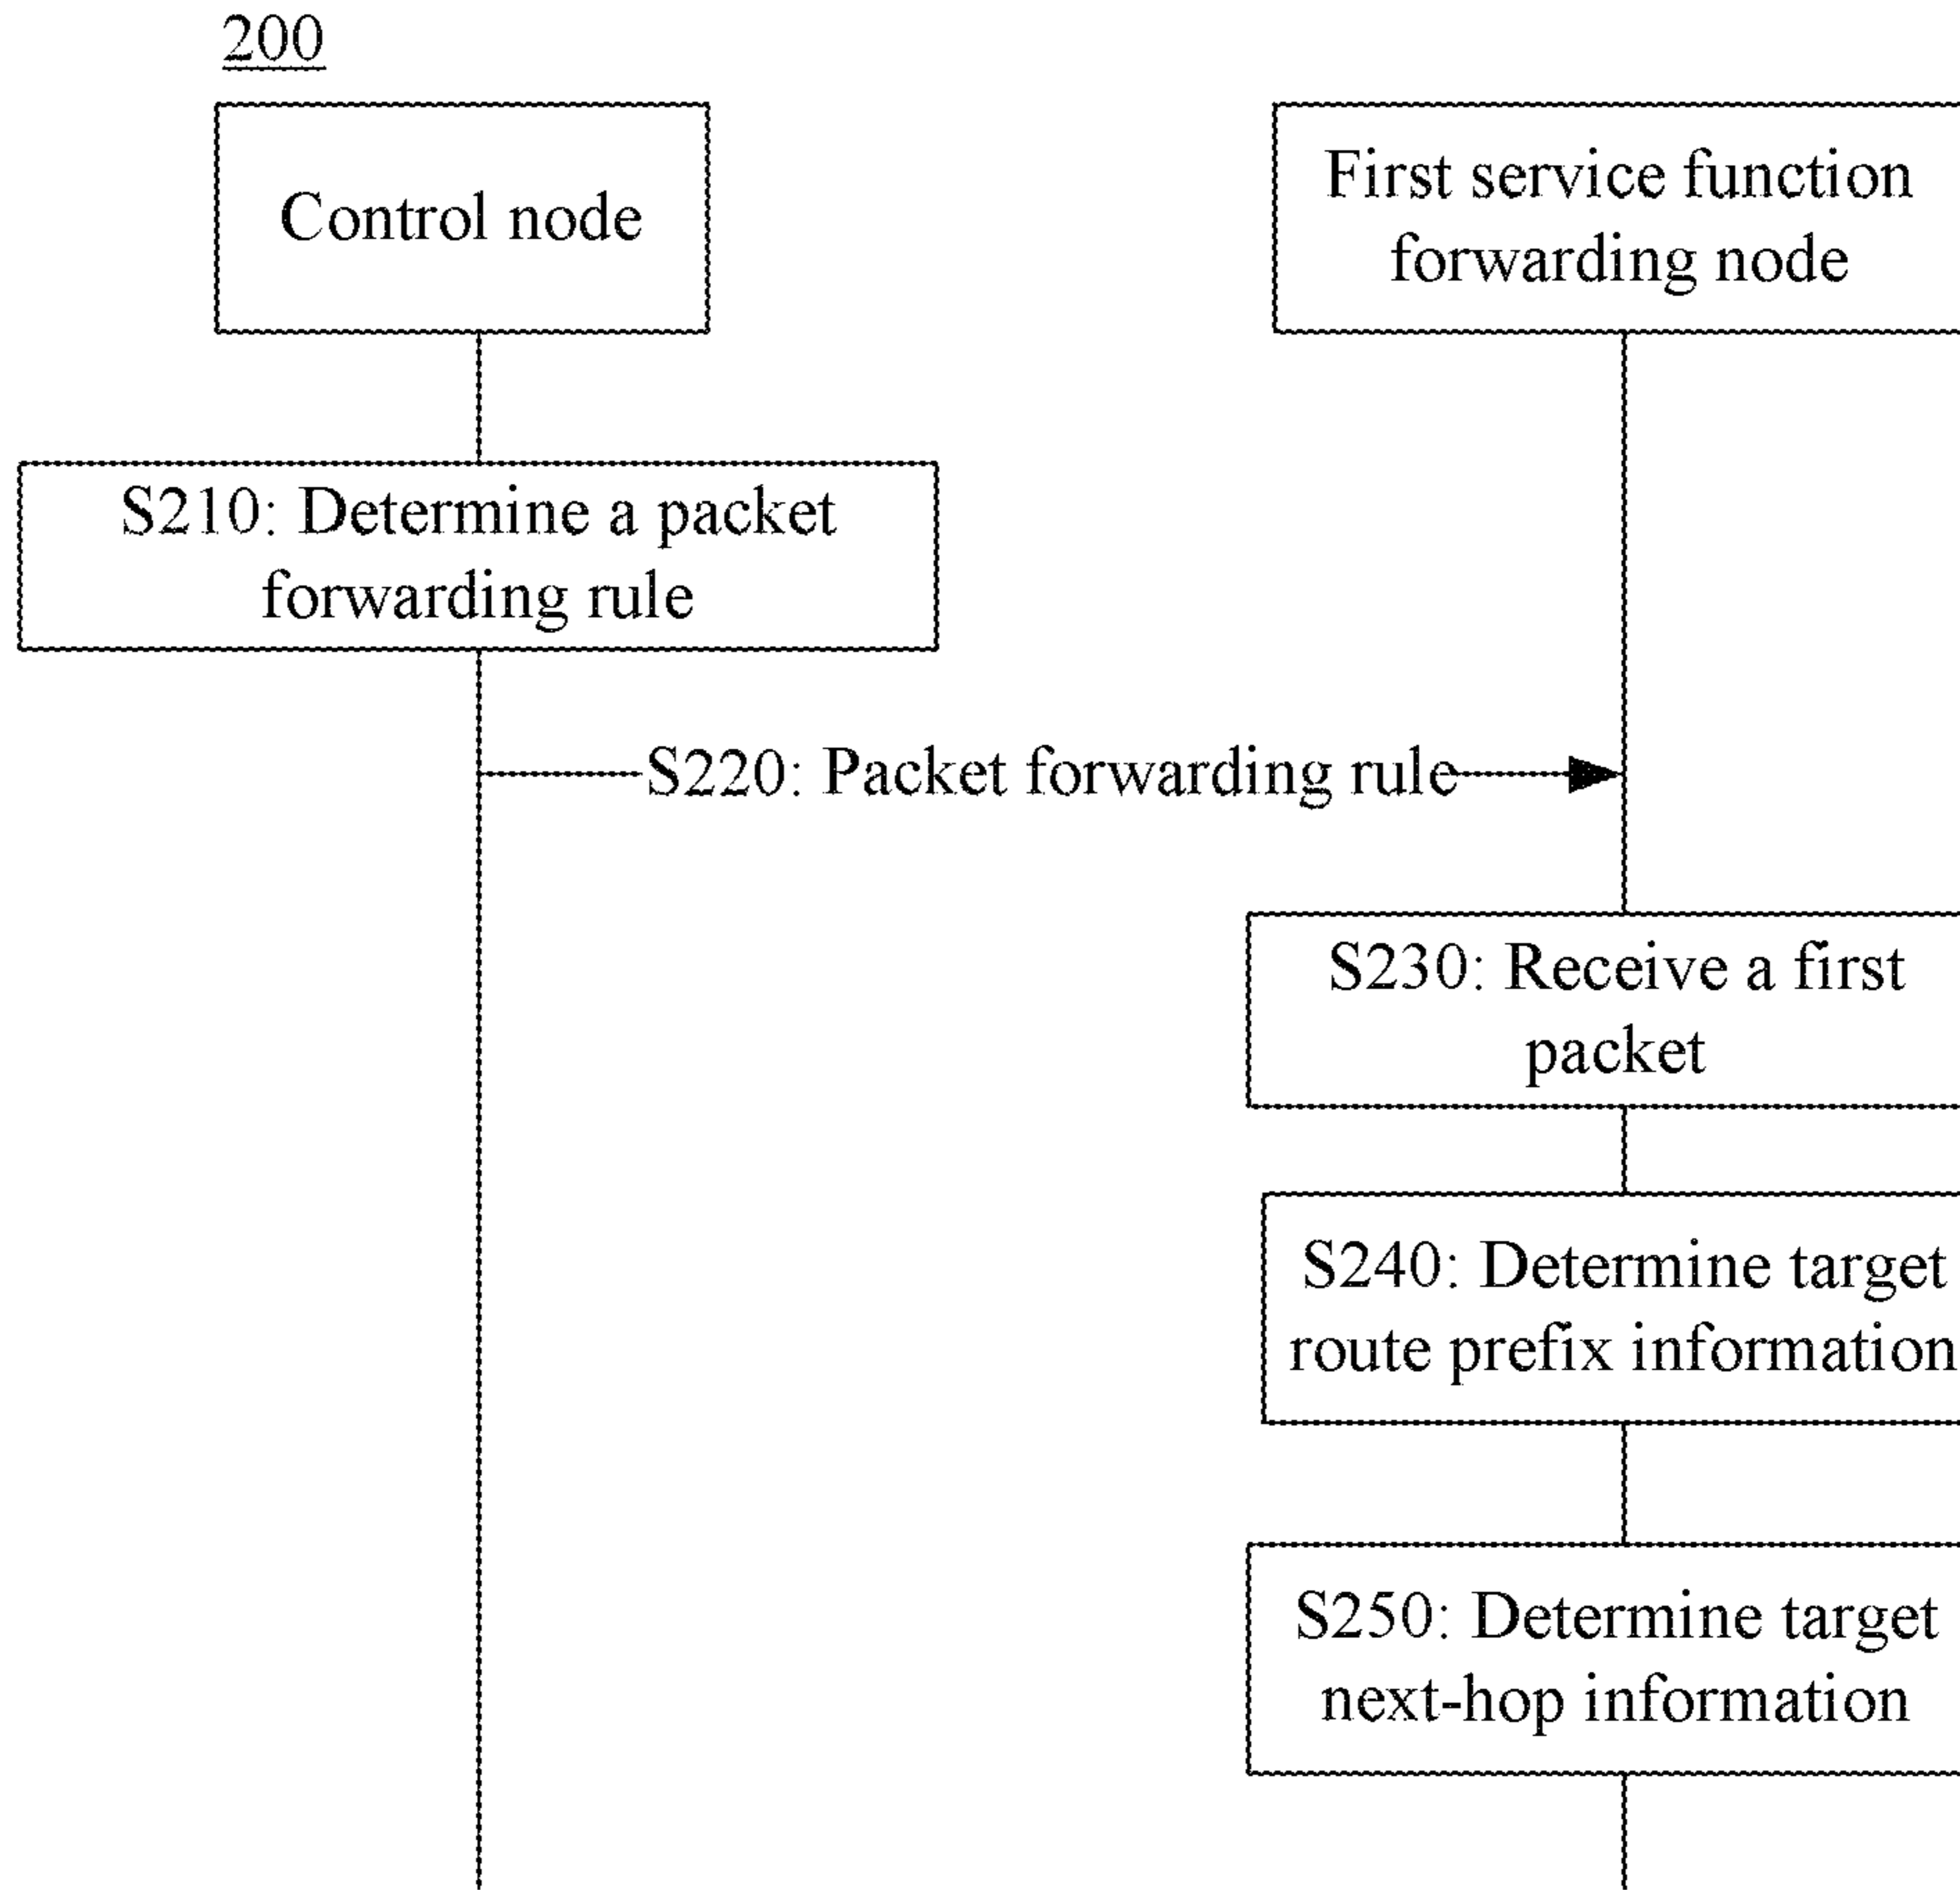 200
Control node
First service function
forwarding node
S210: Determine a packet
forwarding rule
S220: Packet forwarding rule
S230: Receive a first
packet
S240: Determine target
route prefix information
S250: Determine target
next-hop information